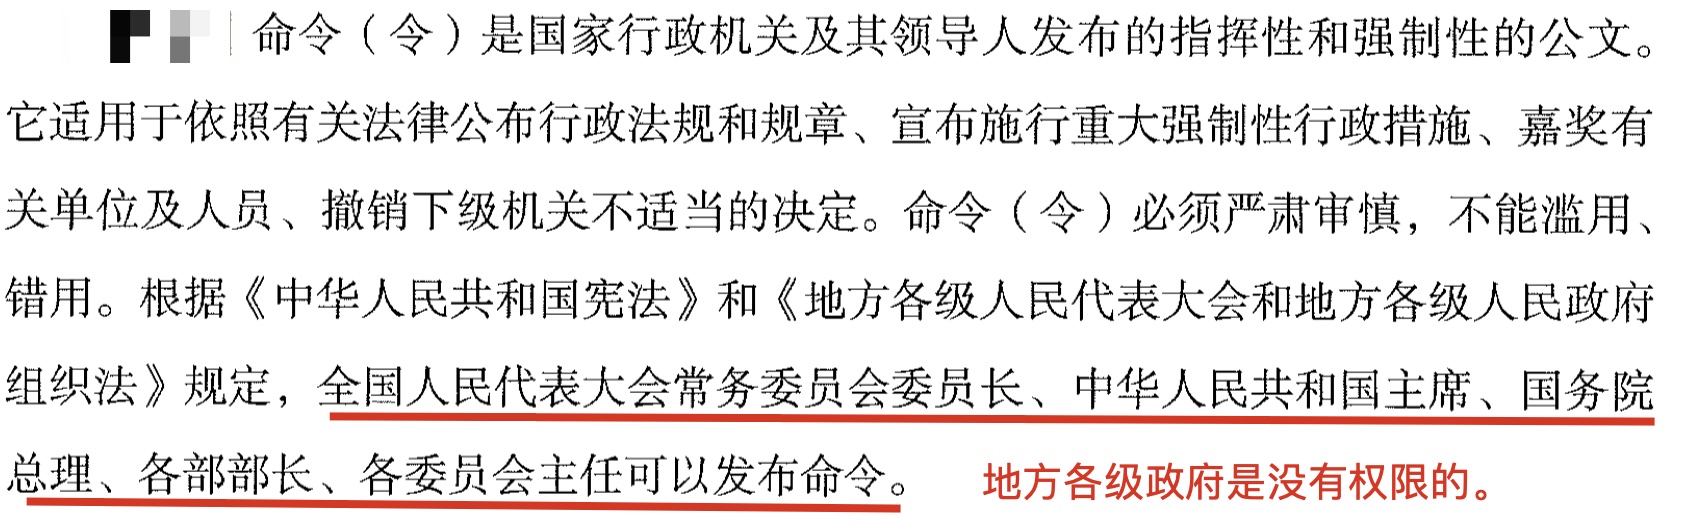 命令（令）是国家行政机关及其领导人发布的指挥性和强制性的公文。
它适用于依照有关法律公布行政法规和规章、宣布施行重大强制性行政措施、嘉奖有
关单位及人员、撤销下级机关不适当的决定。命令（令）必须严肃审慎，不能滥用、
错用。根据《中华人民共和国宪法》和《地方各级人民代表大会和地方各级人民政府
组织法》规定，全国人民代表大会常务委员会委员长、中华人民共和国主席、国务院
总理、各部部长、各委员会主任可以发布命令。
地方各级政府是没有权限的。